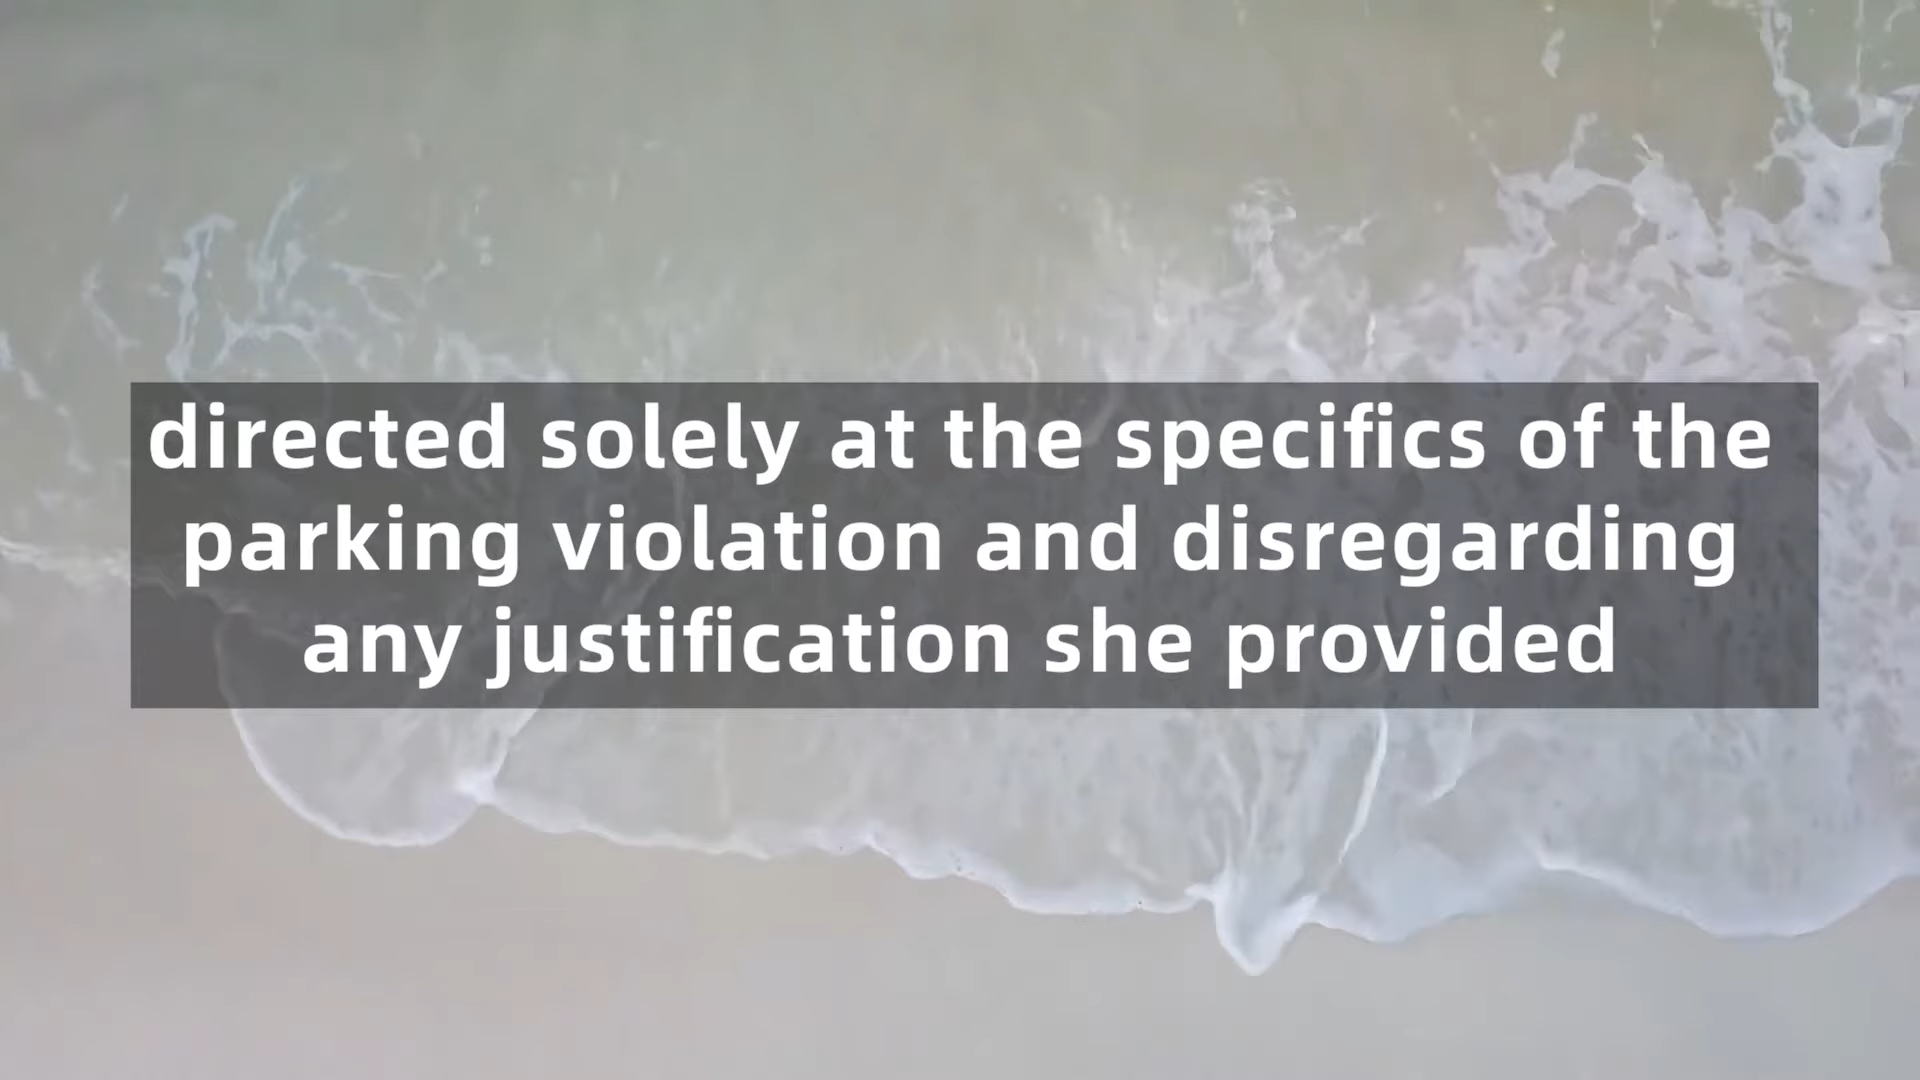 directed solely at the specifics of the
parking violation and disregarding
any justification she provided